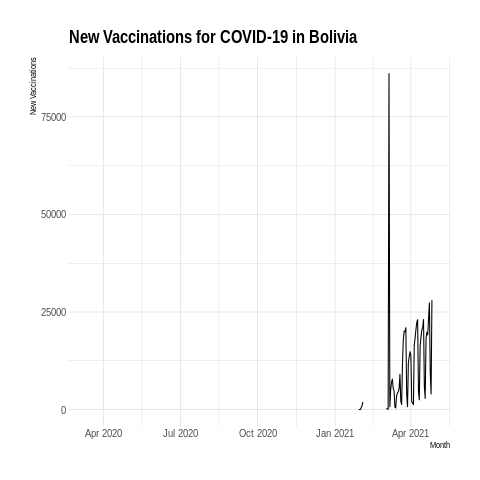 New Vaccinations for COVID-19 in Bolivia
New Vaccinations
75000
50000
25000
0
Apr 2020
Jul 2020
Oct 2020
Jan 2021
Apr 2021
Month